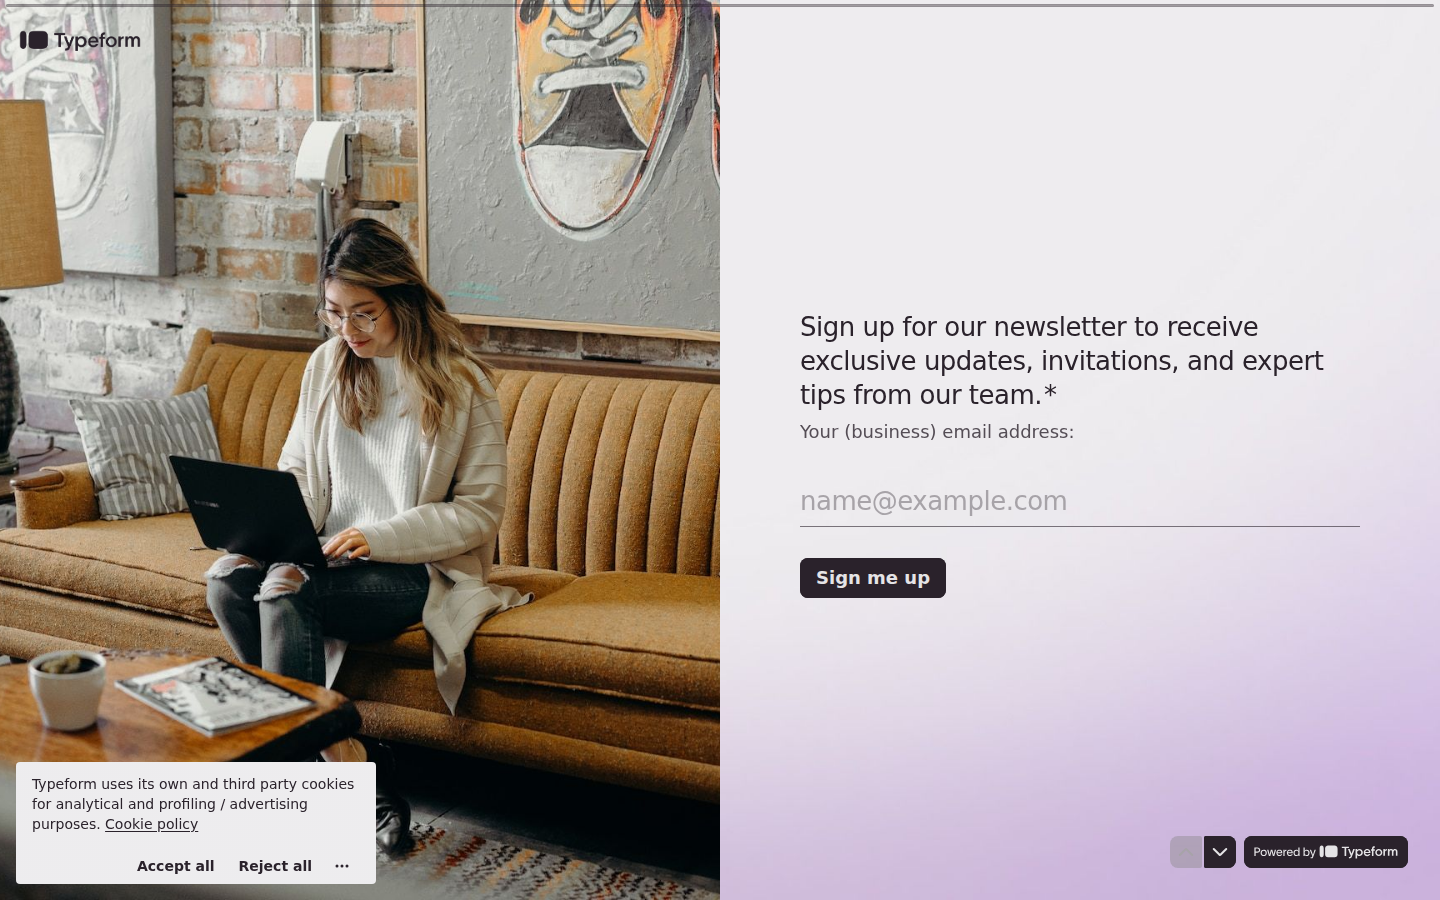 Typeform
Sign up for our newsletter to receive
exclusive updates, invitations, and expert
tips from our team.*
Your (business) email address:
name@example.com
Sign me up
Typeform uses its own and third party cookies
for analytical and profiling / advertising
purposes. Cookie policy
Accept all Reject all ...
Powered by Typeform